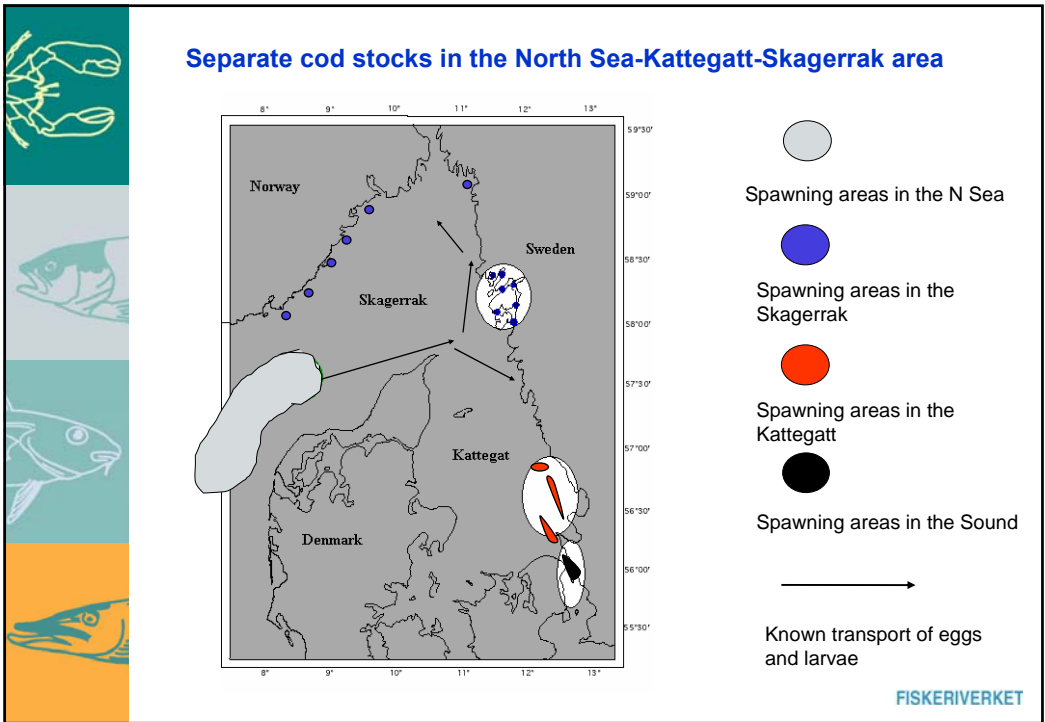 Separate cod stocks in the North Sea-Kattegatt-Skagerrak area
8° 9° 10° 11° 12° 13°
59°30'
Norway
59°00'
Sweden
58°30'
Skagerrak
58°00'
57°30'
57°00'
Kattegat
56°30'
Denmark
56°00'
55°30'
8° 9° 10° 11° 12° 13°
Spawning areas in the N Sea
Spawning areas in the
Skagerrak
Spawning areas in the
Kattegatt
Spawning areas in the Sound
Known transport of eggs
and larvae
FISKERIVERKET